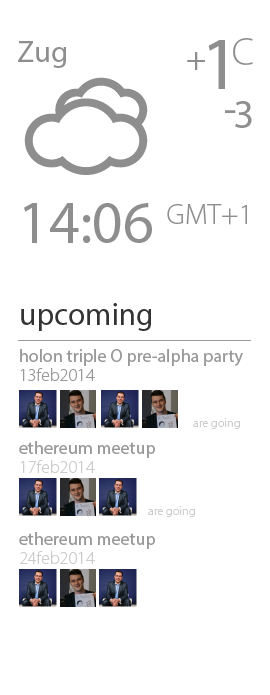 Zug
+1C
-3
14:06 GMT+1
upcoming
holon triple O pre-alpha party
13feb2014
are going
ethereum meetup
17feb2014
are going
ethereum meetup
24feb2014